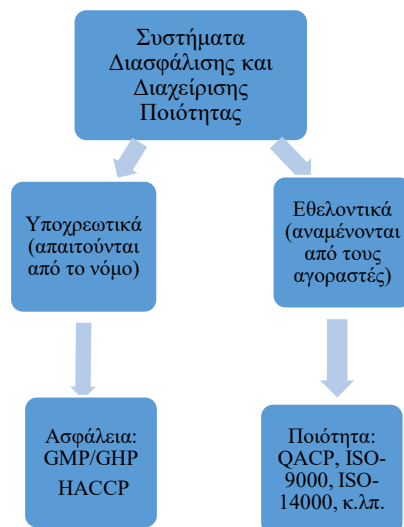 Συστήματα
Διασφάλισης και
Διαχείρισης
Ποιότητας
Υποχρεωτικά
(απαιτούνται
από το νόμο)
Εθελοντικά
(αναμένονται
από τους
αγοραστές)
Ασφάλεια:
GMP/GHP
HACCP
Ποιότητα:
QACP, ISO-
9000, ISO-
14000, κ.λπ.